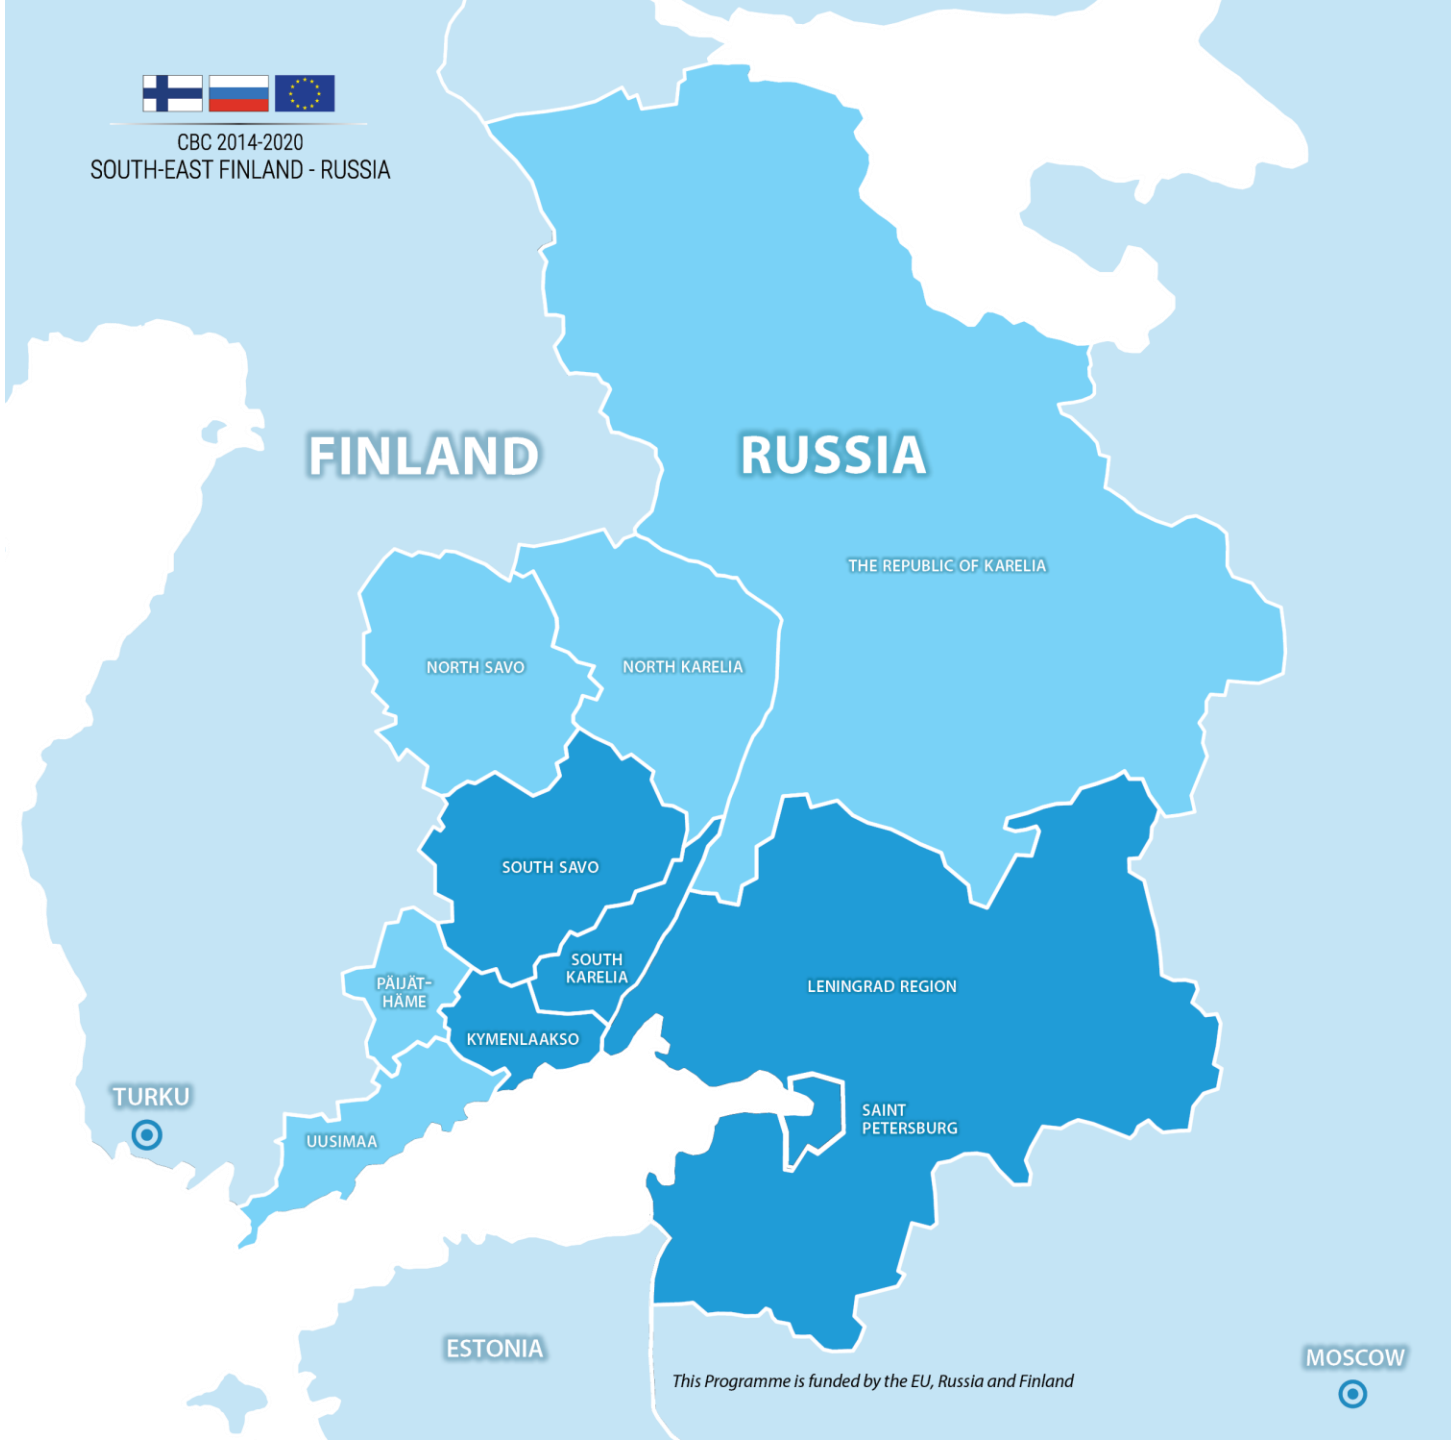 CBC 2014-2020
SOUTH-EAST FINLAND - RUSSIA
FINLAND
RUSSIA
THE REPUBLIC OF KARELIA
NORTH SAVO
NORTH KARELIA
SOUTH SAVO
SOUTH
KARELIA
PÄIJÄT-
HÄME
LENINGRAD REGION
KYMENLAAKSO
TURKU
SAINT
PETERSBURG
UUSIMAA
ESTONIA
MOSCOW
This Programme is funded by the EU, Russia and Finland